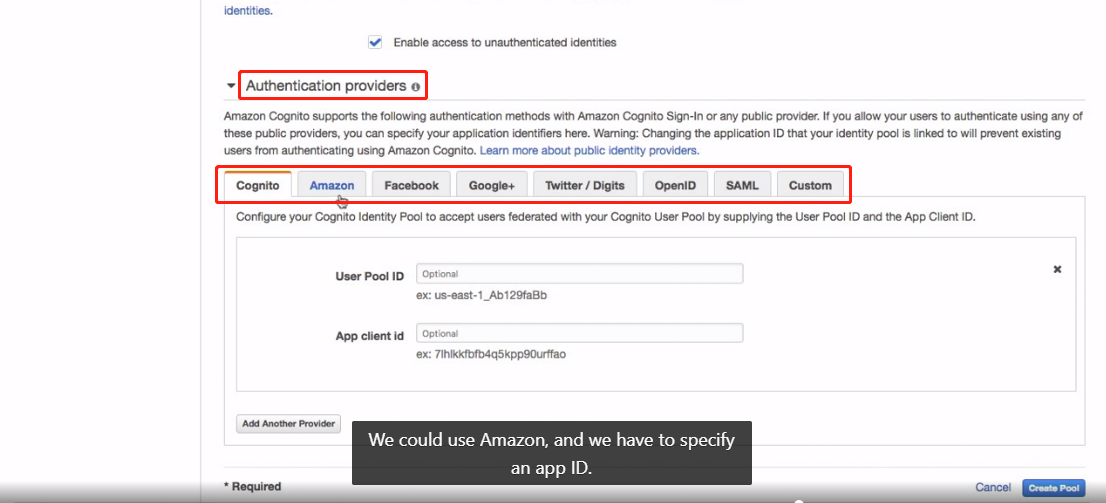 identities.
Enable access to unauthenticated identities
Authentication providers
Amazon Cognito supports the following authentication methods with Amazon Cognito Sign-In or any public provider. If you allow your users to authenticate using any of
these public providers, you can specify your application identifiers here. Warning: Changing the application ID that your identity pool is linked to will prevent existing
users from authenticating using Amazon Cognito. Learn more about public identity providers.
Cognito Amazon Facebook Google+ Twitter / Digits OpenID SAML Custom
Configure your Cognito Identity Pool to accept users federated with your Cognito User Pool by supplying the User Pool ID and the App Client ID.
User Pool ID Optional
ex: us-east-1_Ab129faBb
App client id Optional
ex: 7lhlkkfbfb4q5kpp90urffao
Add Another Provider
We could use Amazon, and we have to specify
an app ID.
* Required Cancel Create Pool